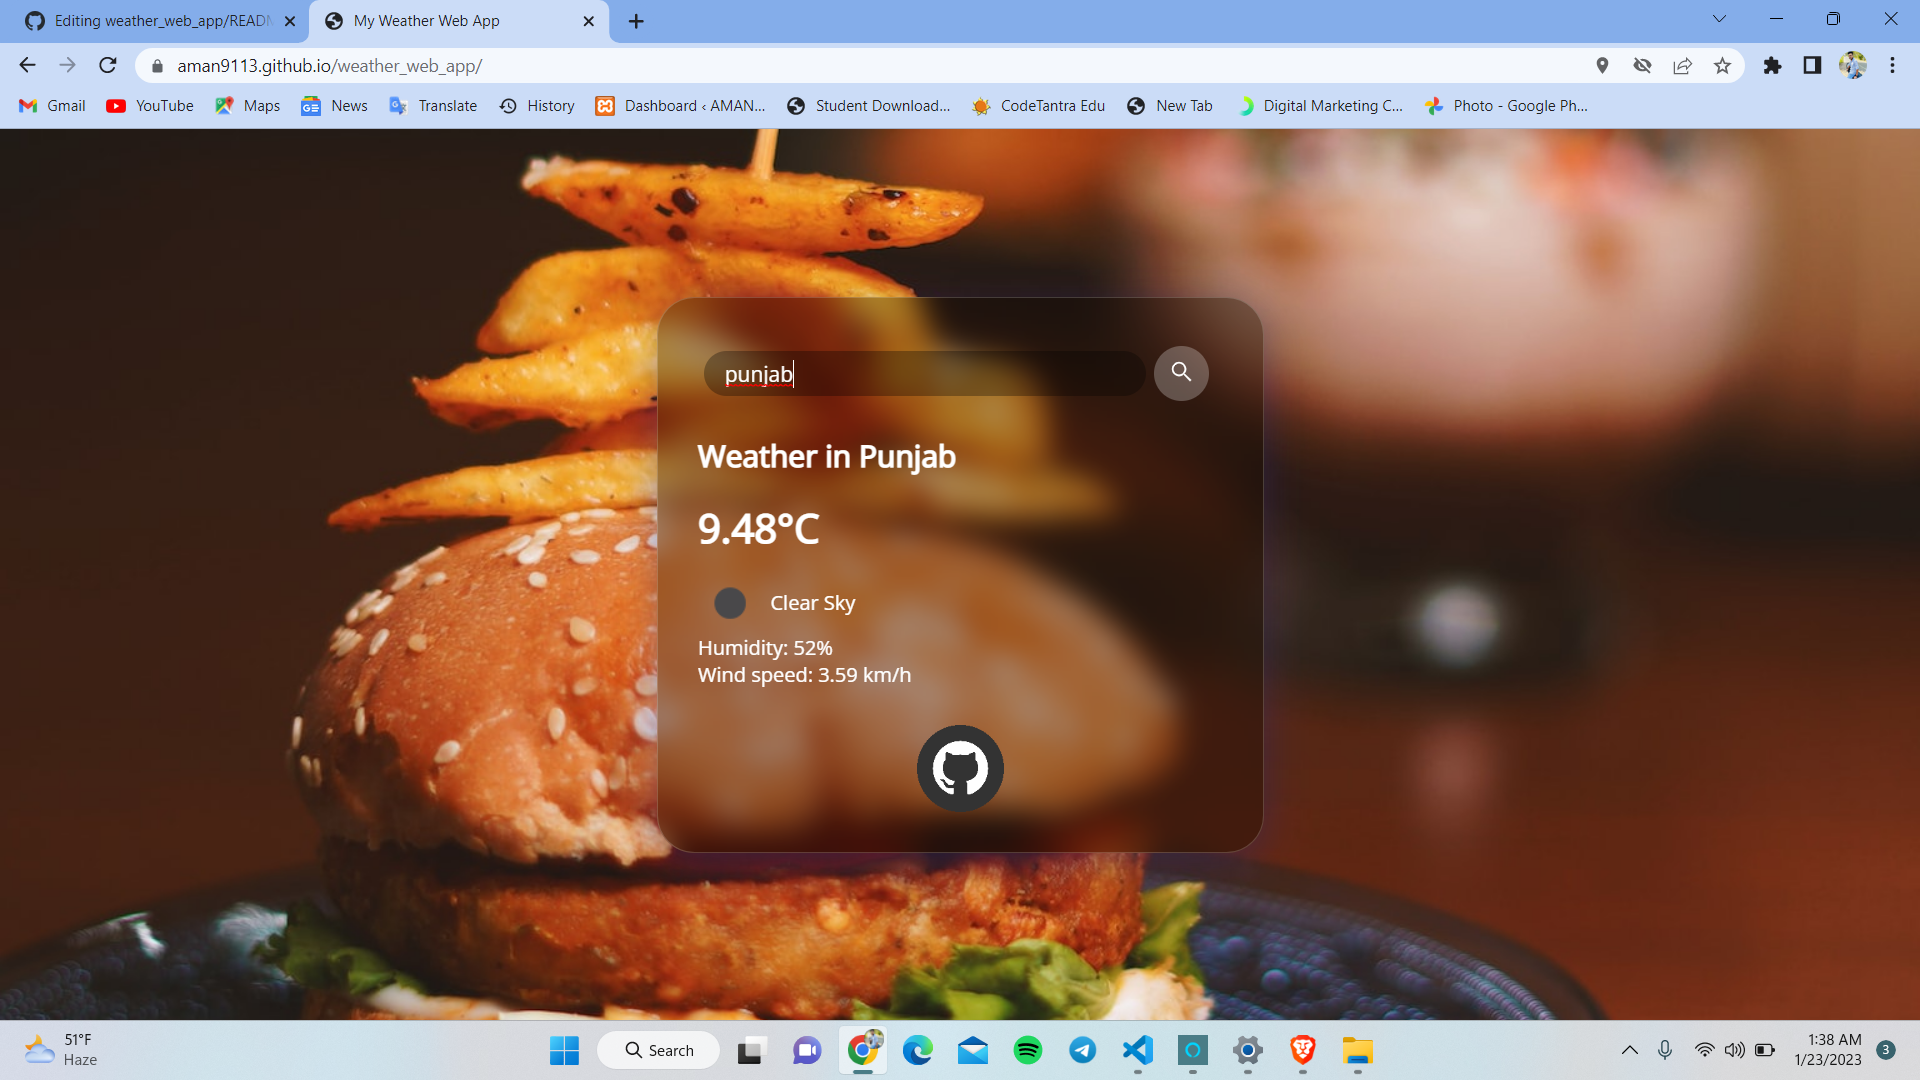 Editing weather_web_app/READM
My Weather Web App
aman9113.github.io/weather_web_app/
Gmail
YouTube
Maps
News
Translate
History
Dashboard ‹ AMAN...
Student Download...
CodeTantra Edu
New Tab
Digital Marketing C...
Photo - Google Ph...
punjab
Weather in Punjab
9.48°C
Clear Sky
Humidity: 52%
Wind speed: 3.59 km/h
51°F
Haze
Search
1:38 AM
1/23/2023
3